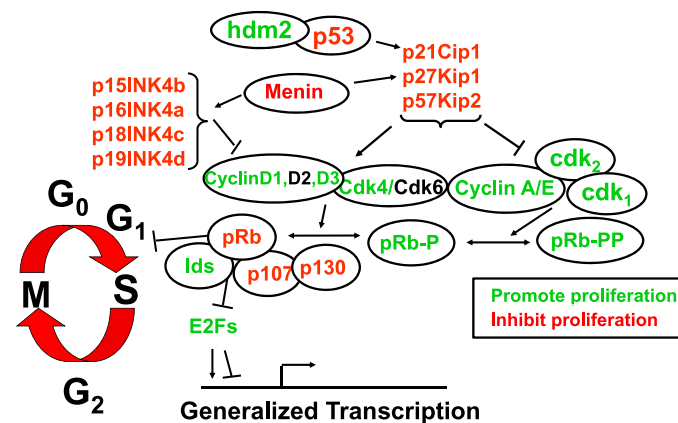 hdm2
p53
p21Cip1
p27Kip1
p57Kip2
p15INK4b
p16INK4a
p18INK4c
p19INK4d
Menin
CyclinD1,D2,D3
Cdk4/Cdk6
Cyclin A/E
cdk2
cdk1
G0
G1
M
S
G2
pRb
Ids
p107
p130
pRb-P
pRb-PP
E2Fs
Promote proliferation
Inhibit proliferation
Generalized Transcription